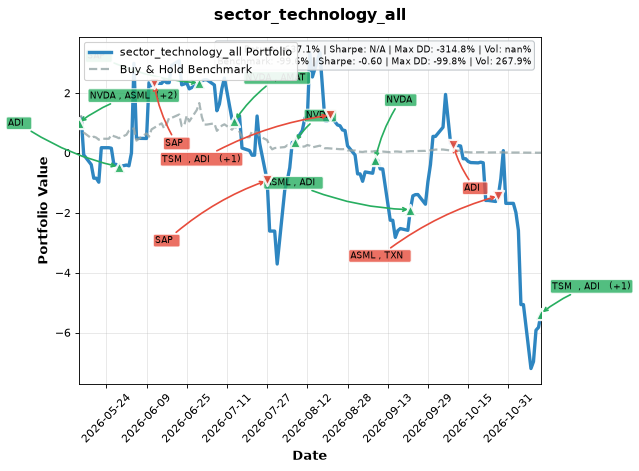 sector_technology_all
7.1% | Sharpe: N/A | Max DD: -314.8% | Vol: nan%
5% | Sharpe: -0.60 | Max DD: -99.8% | Vol: 267.9%
sector_technology_all Portfolio
Buy & Hold Benchmark
NVDA , ASML (+2)
NVDA
NVDA
ADI
SAP
TSM , ADI (+1)
ASML , ADI
ADI
SAP
ASML , TXN
TSM , ADI (+1)
2
0
−2
−4
−6
Portfolio Value
2026-05-24
2026-06-09
2026-06-25
2026-07-11
2026-07-27
2026-08-12
2026-08-28
2026-09-13
2026-09-29
2026-10-15
2026-10-31
Date